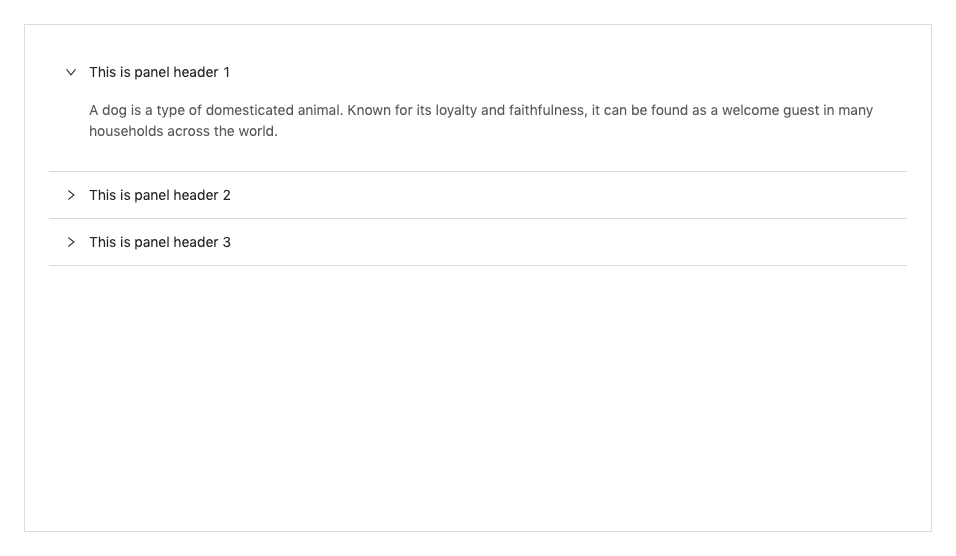 This is panel header 1
A dog is a type of domesticated animal. Known for its loyalty and faithfulness, it can be found as a welcome guest in many
households across the world.
This is panel header 2
This is panel header 3